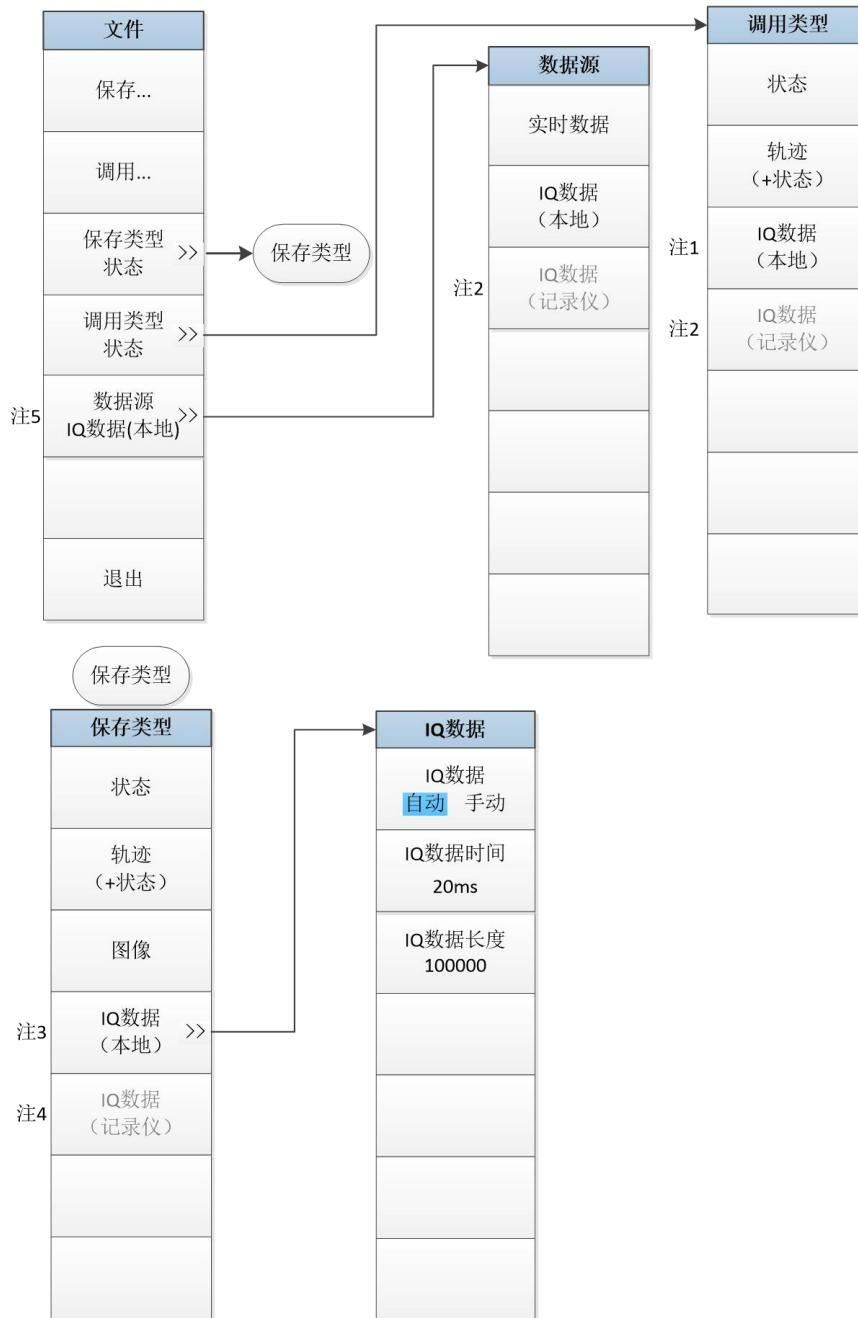 文件
保存...
调用...
保存类型
状态
>>
保存类型
调用类型
状态
>>
注5
数据源
IQ数据(本地)
>>
退出
数据源
实时数据
IQ数据
（本地）
注2
IQ数据
（记录仪）
调用类型
状态
轨迹
（+状态）
注1
IQ数据
（本地）
注2
IQ数据
（记录仪）
保存类型
保存类型
状态
轨迹
（+状态）
图像
注3
IQ数据
（本地）
>>
注4
IQ数据
（记录仪）
IQ数据
IQ数据
自动 手动
IQ数据时间
20ms
IQ数据长度
100000